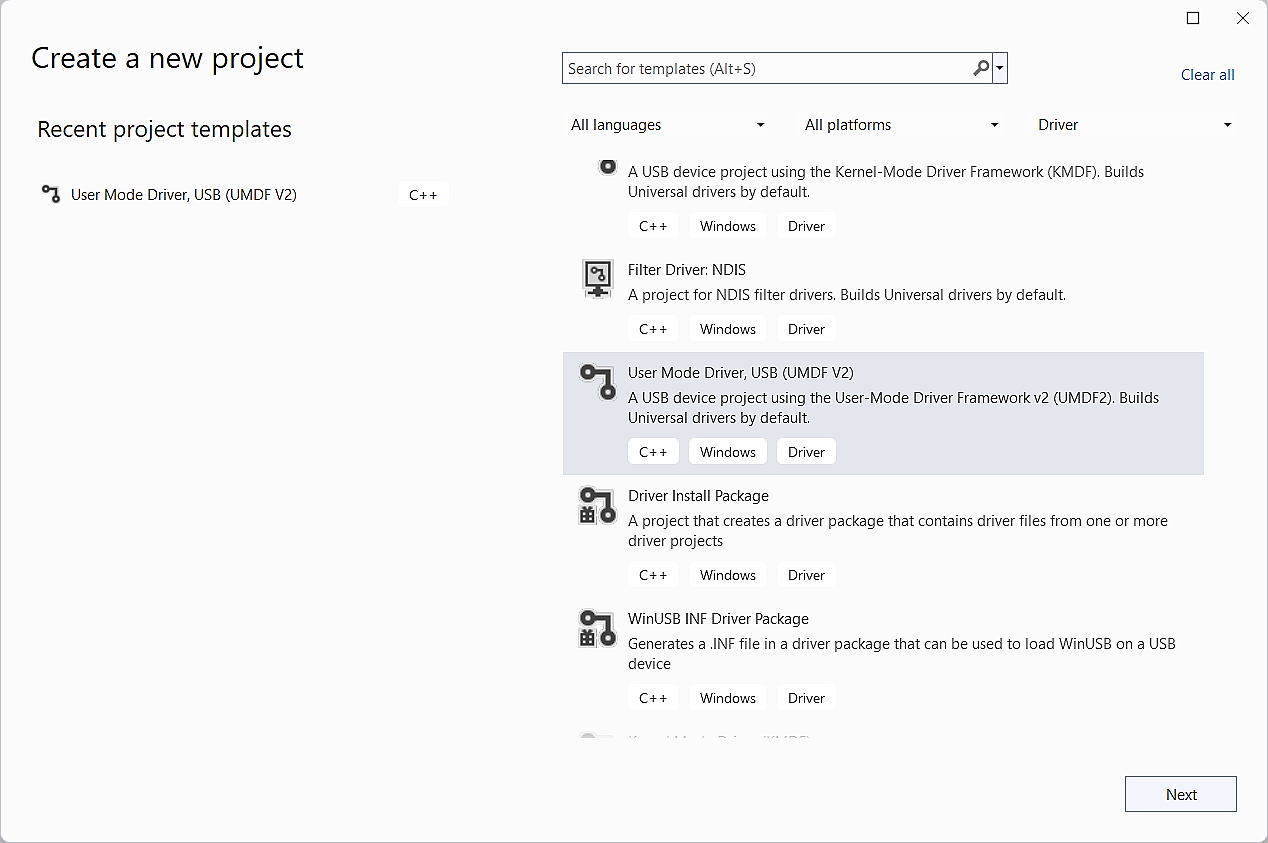 Create a new project
Search for templates (Alt+S)
Clear all
Recent project templates
All languages
All platforms
Driver
User Mode Driver, USB (UMDF V2)
C++
A USB device project using the Kernel-Mode Driver Framework (KMDF). Builds
Universal drivers by default.
C++ Windows Driver
Filter Driver: NDIS
A project for NDIS filter drivers. Builds Universal drivers by default.
C++ Windows Driver
User Mode Driver, USB (UMDF V2)
A USB device project using the User-Mode Driver Framework v2 (UMDF2). Builds
Universal drivers by default.
C++ Windows Driver
Driver Install Package
A project that creates a driver package that contains driver files from one or more
driver projects
C++ Windows Driver
WinUSB INF Driver Package
Generates a .INF file in a driver package that can be used to load WinUSB on a USB
device
C++ Windows Driver
Next